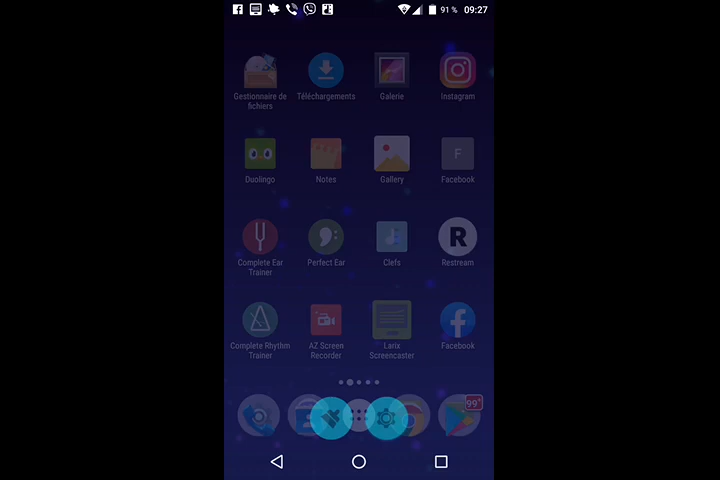 91 % 09:27
Gestionnaire de fichiers
Téléchargements
Galerie
Instagram
Duolingo
Notes
Gallery
F
Facebook
Complete Ear Trainer
Perfect Ear
Clefs
R
Restream
Complete Rhythm Trainer
AZ Screen Recorder
Larix Screencaster
Facebook
99+